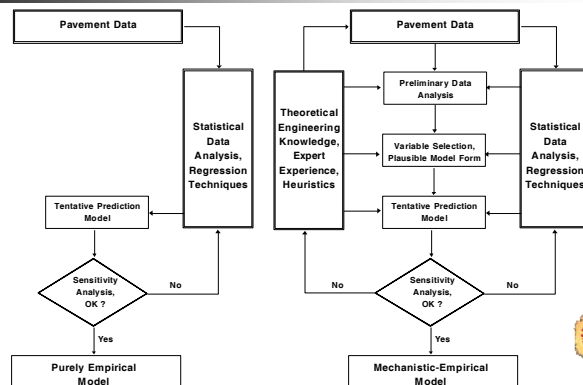 Pavement Data
Statistical
Data
Analysis,
Regression
Techniques
Tentative Prediction
Model
Sensitivity
Analysis,
OK ?
No
Yes
Purely Empirical
Model
Pavement Data
Theoretical
Engineering
Knowledge,
Expert
Experience,
Heuristics
Preliminary Data
Analysis
Variable Selection,
Plausible Model Form
Tentative Prediction
Model
Statistical
Data
Analysis,
Regression
Techniques
No
Sensitivity
Analysis,
OK ?
No
Yes
Mechanistic-Empirical
Model